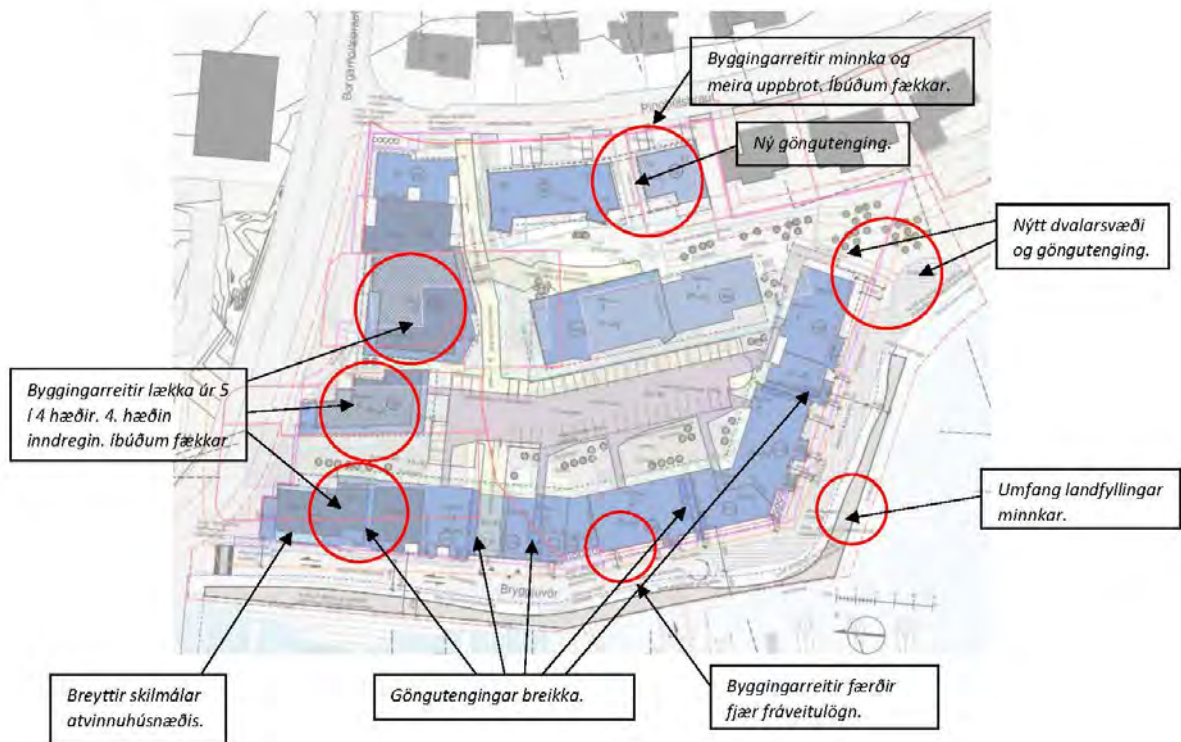 Byggingarreitir minnka og
meira uppbrot. Íbúðum fækkar.
Ný göngutenging.
Nýtt dvalarsvæði
og göngutenging.
Byggingarreitir lækka úr 5
í 4 hæðir. 4. hæðin
inndregin. íbúðum fækkar
Umfang landfyllingar
minnkar.
Bryggjuvör
Breyttir skilmálar
atvinnuhúsnæðis.
Göngutengingar breikka.
Byggingarreitir færðir
fjær fráveitulögn.